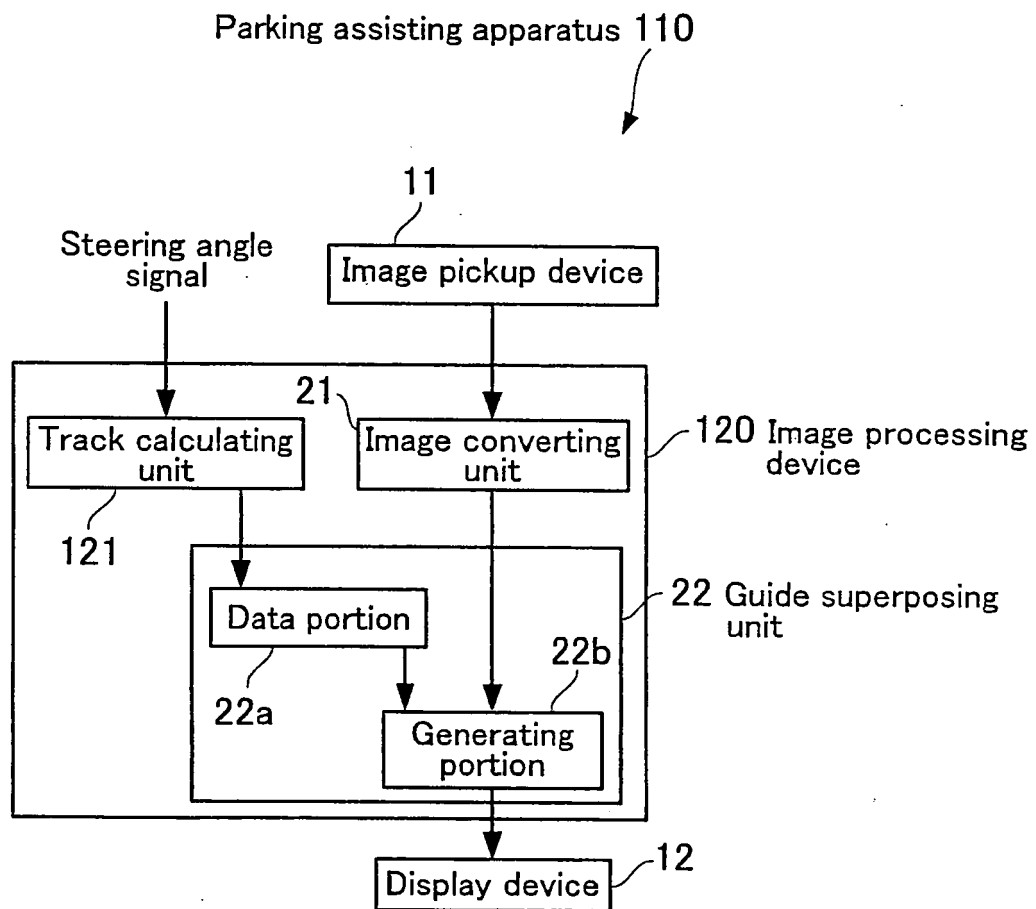 Parking assisting apparatus 110
11
Steering angle
signal
Image pickup device
21
Track calculating
unit
Image converting
unit
120 Image processing
device
121
Data portion
22 Guide superposing
unit
22a
22b
Generating
portion
12
Display device